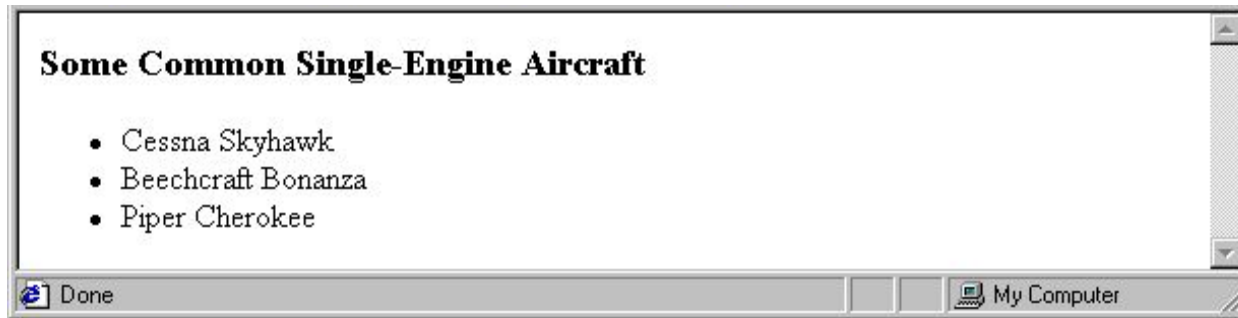 Some Common Single-Engine Aircraft
Cessna Skyhawk
Beechcraft Bonanza
Piper Cherokee
Done
My Computer